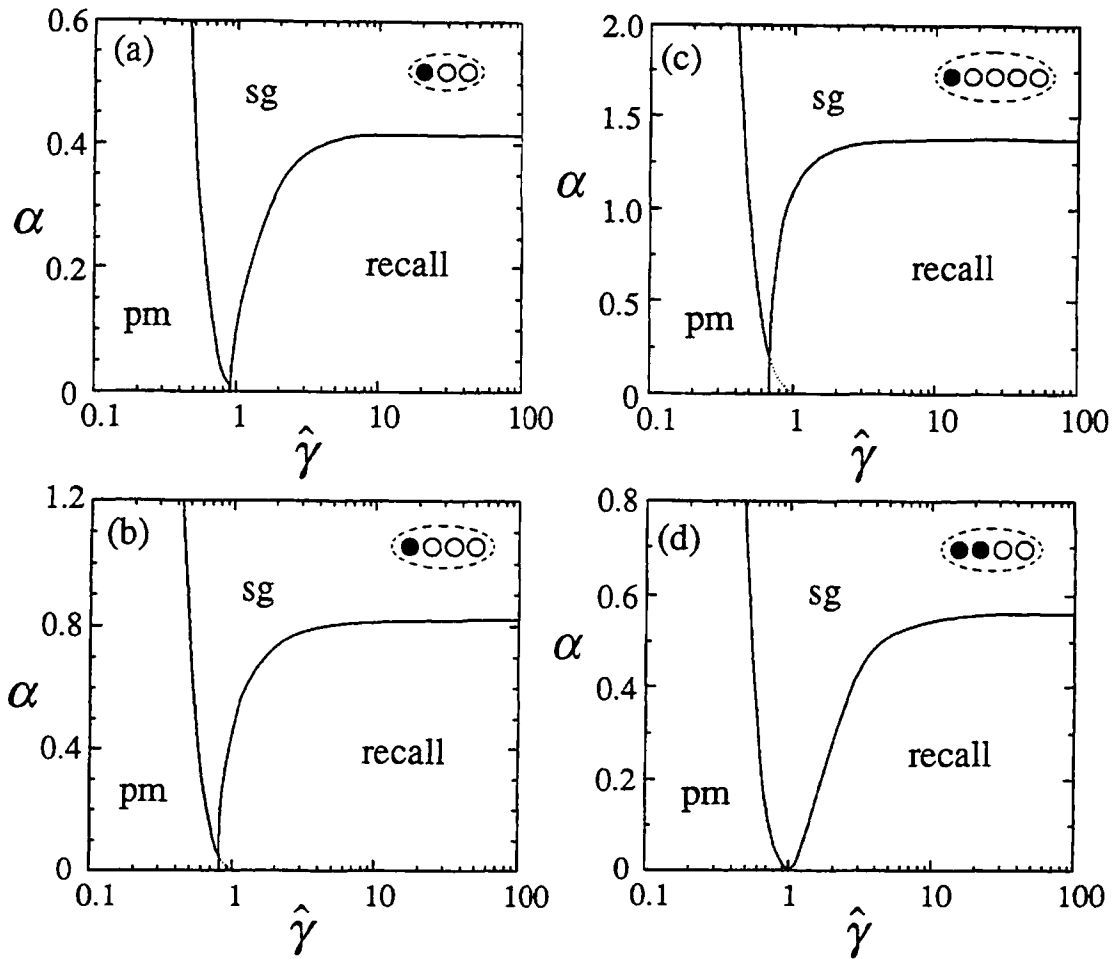 (a)
sg
recall
pm
α
0.6
0.4
0.2
0
0.1
1
10
100
γ̂
(c)
sg
recall
pm
α
2.0
1.5
1.0
0.5
0
0.1
1
10
100
γ̂
(b)
sg
recall
pm
α
1.2
0.8
0.4
0
0.1
1
10
100
γ̂
(d)
sg
recall
pm
α
0.8
0.6
0.4
0.2
0
0.1
1
10
100
γ̂